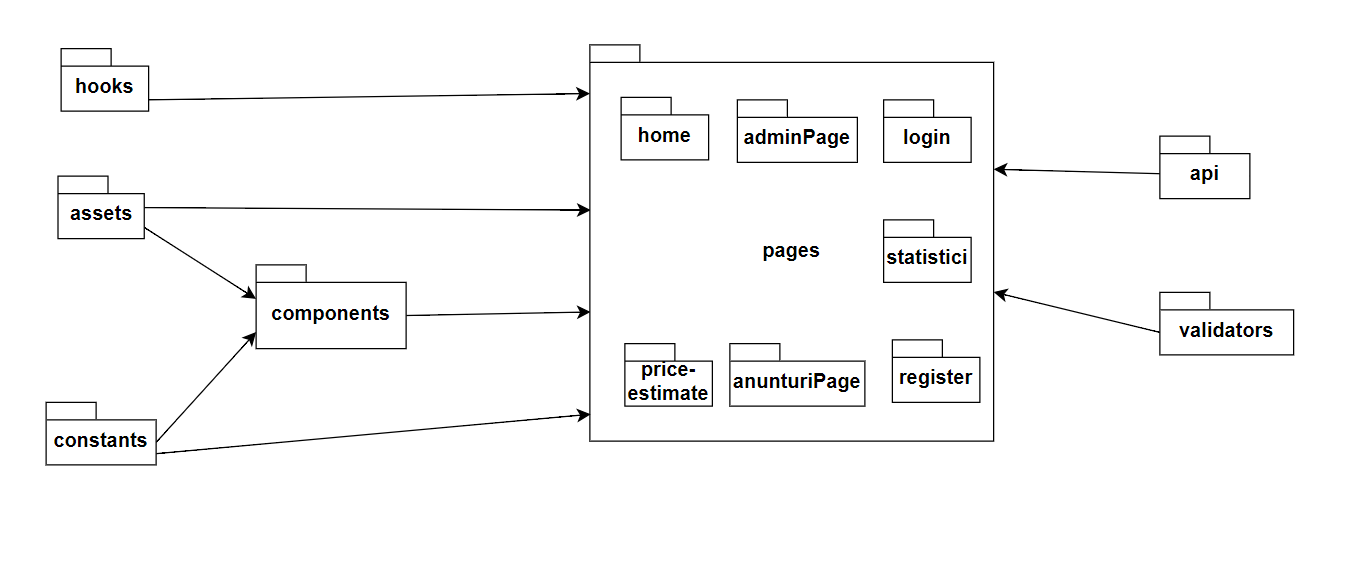 hooks
home
adminPage
login
api
assets
pages
statistici
components
validators
price-
estimate
anunturiPage
register
constants